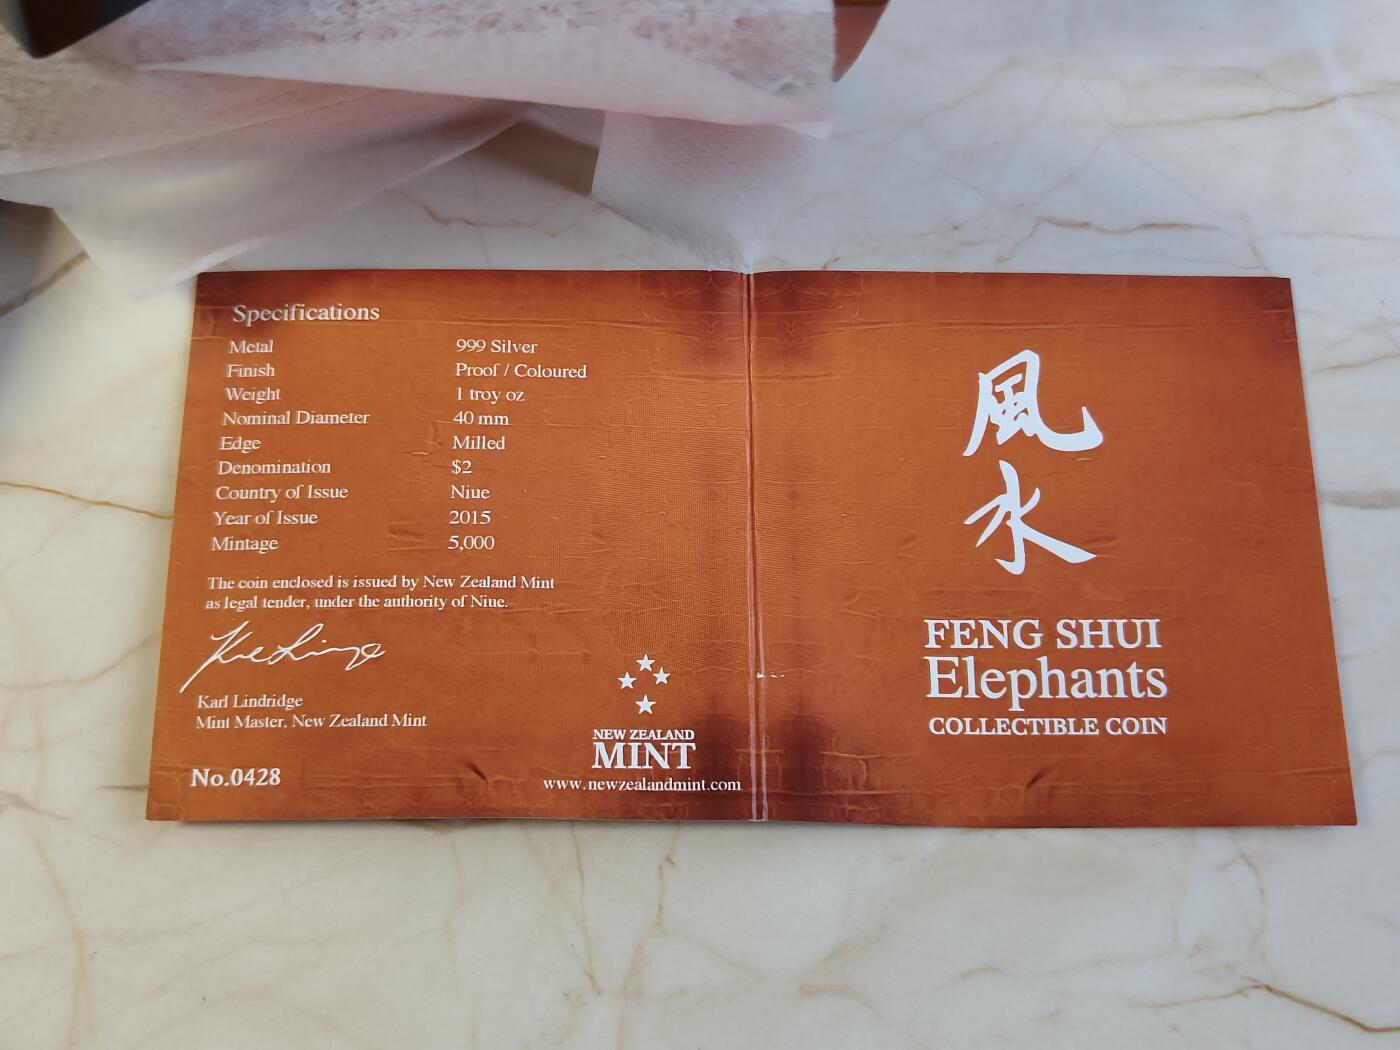 Specifications
Metal 999 Silver
Finish Proof / Coloured
Weight 1 troy oz
Nominal Diameter 40 mm
Edge Milled
Denomination $2
Country of Issue Niue
Year of Issue 2015
Mintage 5,000
The coin enclosed is issued by New Zealand Mint
as legal tender, under the authority of Niue.
Karl Lindridge
Mint Master, New Zealand Mint
No.0428
NEW ZEALAND
MINT
www.newzealandmint.com
風
水
FENG SHUI
Elephants
COLLECTIBLE COIN